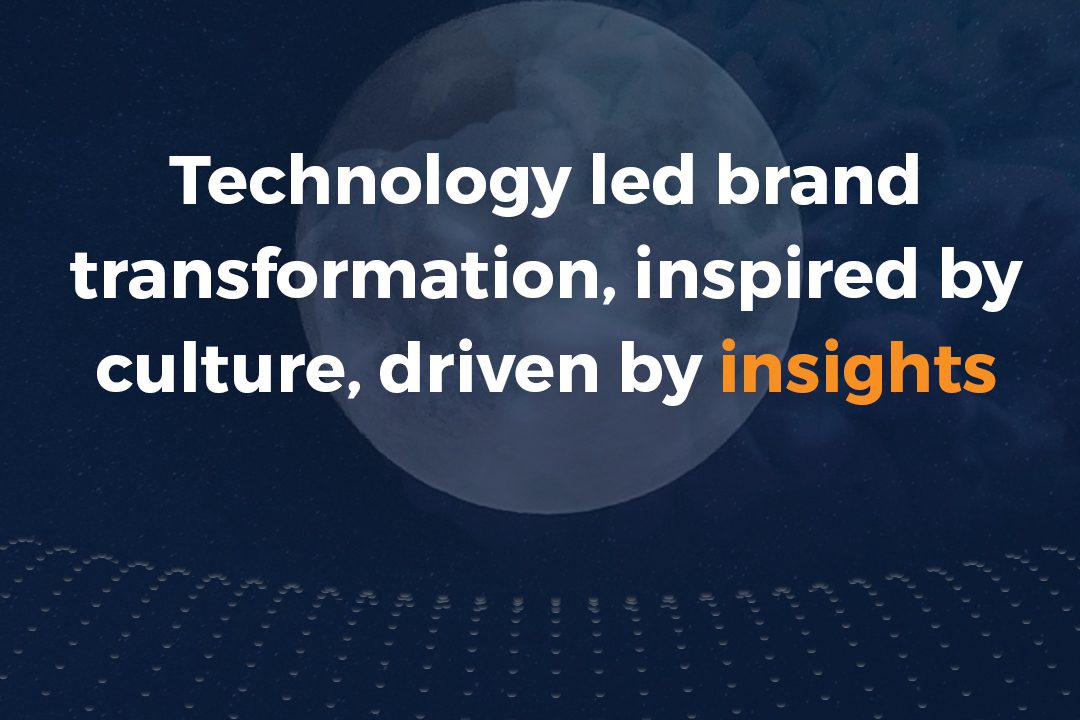 Technology led brand
transformation, inspired by
culture, driven by insights